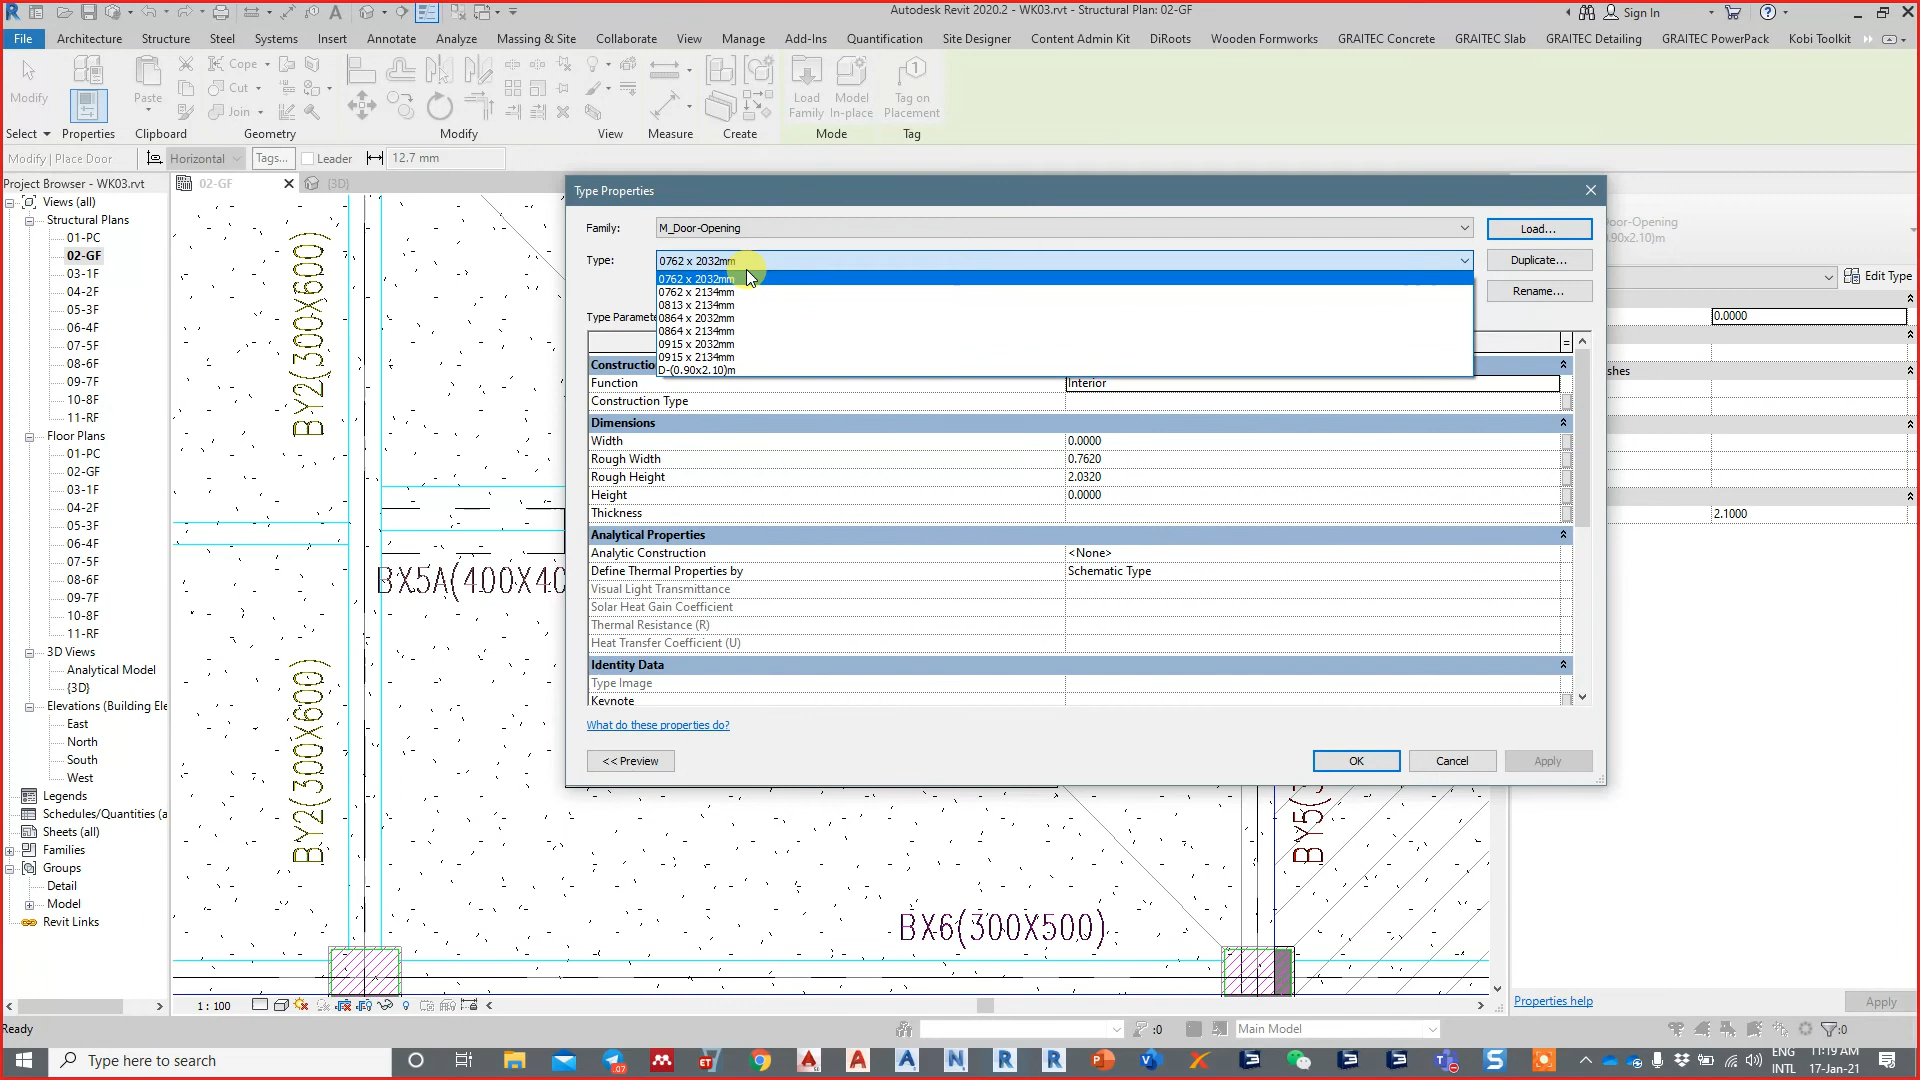 Autodesk Revit 2020.2 - WK03.rvt - Structural Plan: 02-GF
Sign In
File Architecture Structure Steel Systems Insert Annotate Analyze Massing & Site Collaborate View Manage Add-Ins Quantification Site Designer Content Admin Kit DiRoots Wooden Formworks GRAITEC Concrete GRAITEC Slab GRAITEC Detailing GRAITEC PowerPack Kobi Toolkit
Modify
Paste
Cope
Cut
Join
Load Family
Model In-place
Tag on Placement
Select Properties Clipboard Geometry Modify View Measure Create Mode Tag
Modify | Place Door Horizontal Tags... Leader 12.7 mm
Project Browser - WK03.rvt
02-GF
{3D}
Views (all)
Structural Plans
01-PC
02-GF
03-1F
04-2F
05-3F
06-4F
07-5F
08-6F
09-7F
10-8F
11-RF
Floor Plans
01-PC
02-GF
03-1F
04-2F
05-3F
06-4F
07-5F
08-6F
09-7F
10-8F
11-RF
3D Views
Analytical Model
{3D}
Elevations (Building Ele
East
North
South
West
Legends
Schedules/Quantities (a
Sheets (all)
Families
Groups
Detail
Model
Revit Links
BY2(300X600)
BX5A(400X40
BY2(300X600)
BX6(300X500)
BY5(3
Type Properties
Family: M_Door-Opening Load...
Type: 0762 x 2032mm Duplicate...
Rename...
0762 x 2032mm
0762 x 2134mm
0813 x 2134mm
0864 x 2032mm
0864 x 2134mm
0915 x 2032mm
0915 x 2134mm
D-(0.90x2.10)m
Type Paramete
=
Constructio
Function Interior
Construction Type
Dimensions
Width 0.0000
Rough Width 0.7620
Rough Height 2.0320
Height 0.0000
Thickness
Analytical Properties
Analytic Construction <None>
Define Thermal Properties by Schematic Type
Visual Light Transmittance
Solar Heat Gain Coefficient
Thermal Resistance (R)
Heat Transfer Coefficient (U)
Identity Data
Type Image
Keynote
What do these properties do?
<< Preview OK Cancel Apply
oor-Opening
0.90x2.10)m
Edit Type
0.0000
shes
2.1000
Properties help Apply
1 : 100
Ready :0 Main Model :0
Type here to search
ENG
INTL
11:19 AM
17-Jan-21